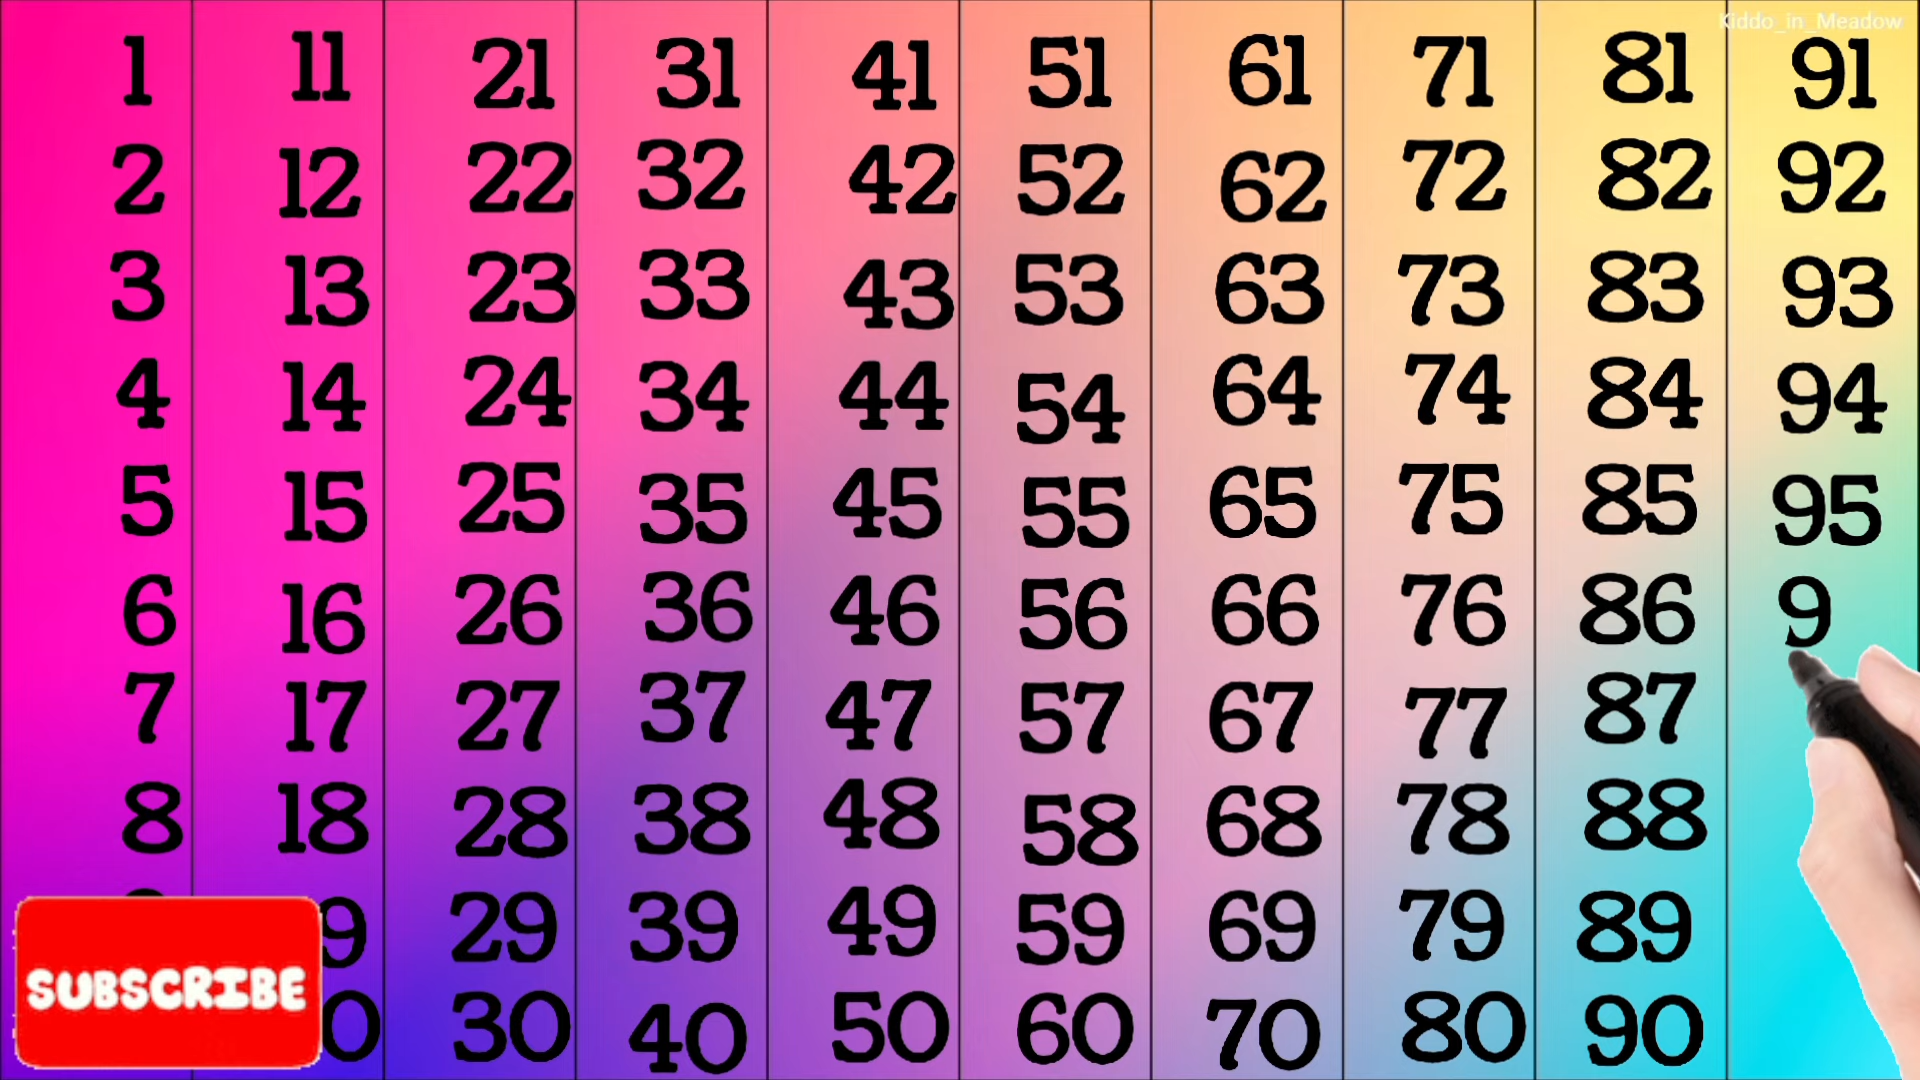 Kiddo_in_Meadow
1 11 21 31 41 51 61 71 81 91
2 12 22 32 42 52 62 72 82 92
3 13 23 33 43 53 63 73 83 93
4 14 24 34 44 54 64 74 84 94
5 15 25 35 45 55 65 75 85 95
6 16 26 36 46 56 66 76 86 9
7 17 27 37 47 57 67 77 87
8 18 28 38 48 58 68 78 88
9 29 39 49 59 69 79 89
0 30 40 50 60 70 80 90
SUBSCRIBE